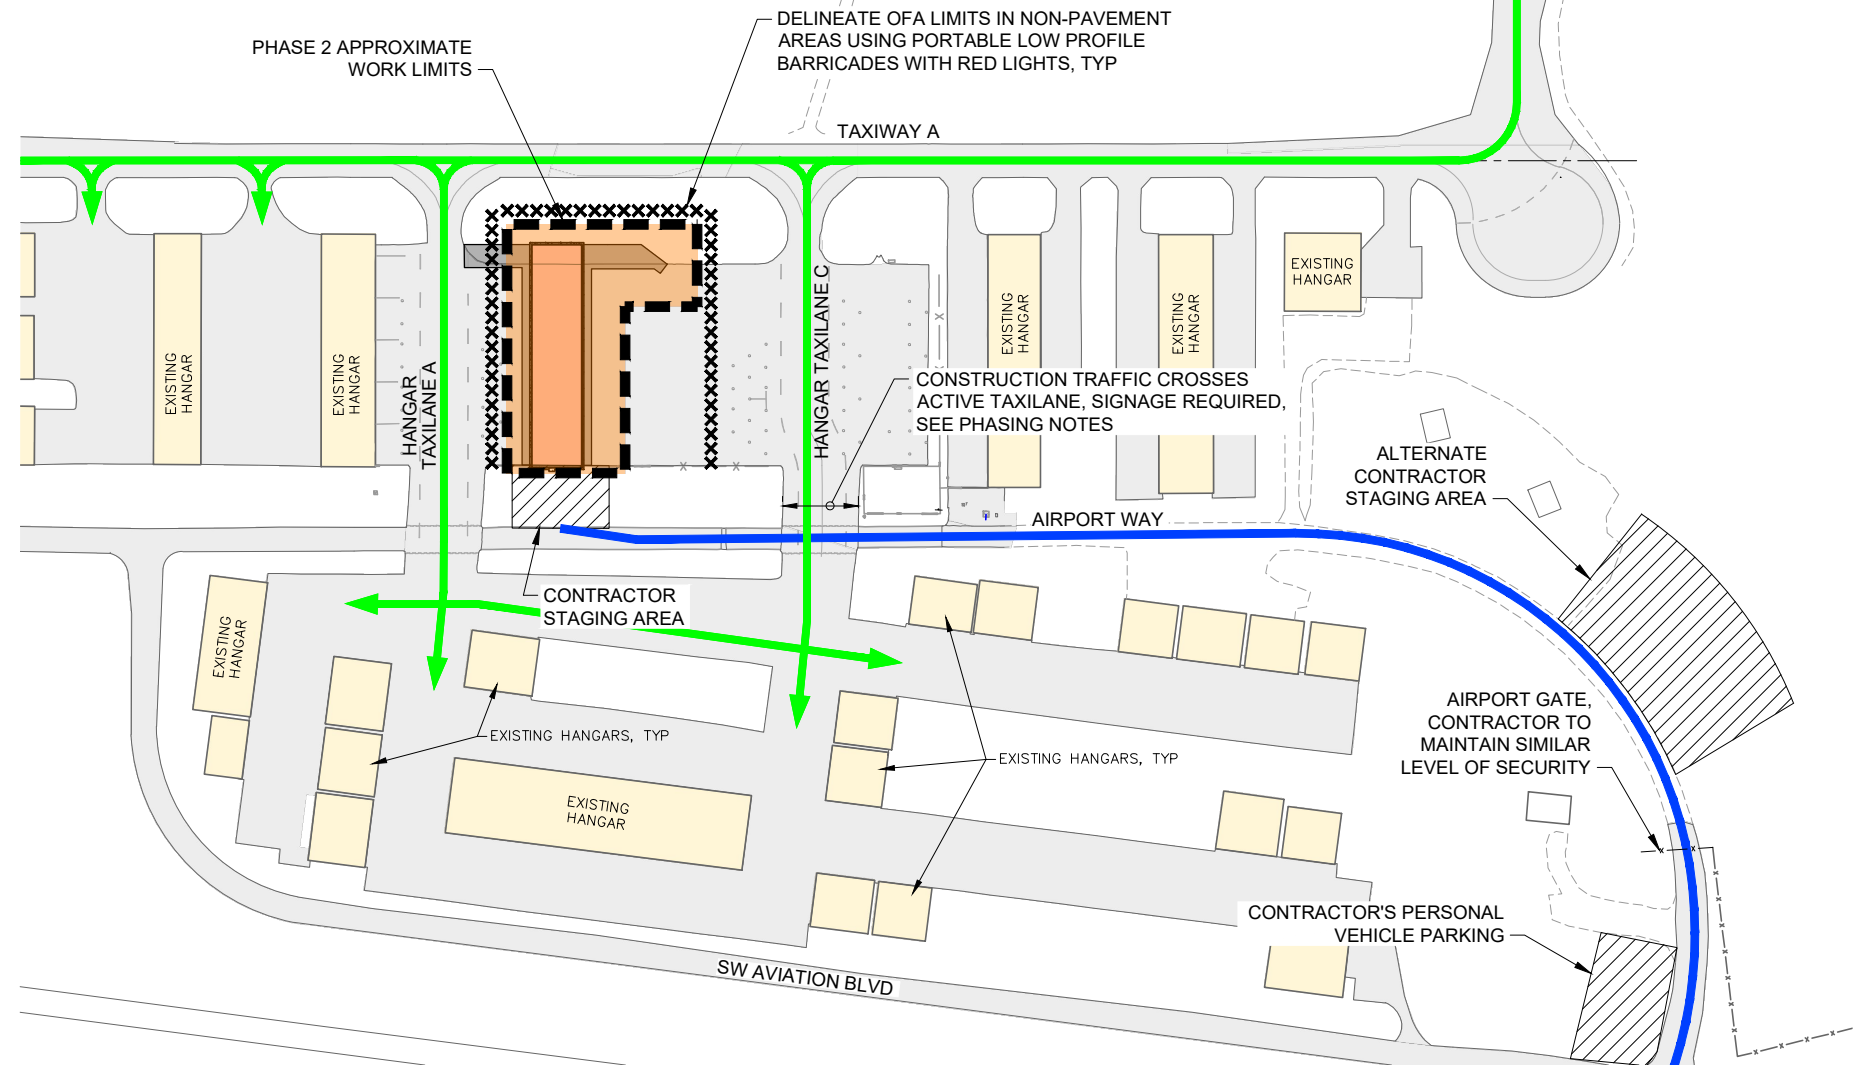 DELINEATE OFA LIMITS IN NON-PAVEMENT
AREAS USING PORTABLE LOW PROFILE
BARRICADES WITH RED LIGHTS, TYP
PHASE 2 APPROXIMATE
WORK LIMITS
TAXIWAY A
EXISTING
HANGAR
EXISTING
HANGAR
EXISTING
HANGAR
HANGAR
TAXILANE A
HANGAR TAXILANE C
EXISTING
HANGAR
EXISTING
HANGAR
CONSTRUCTION TRAFFIC CROSSES
ACTIVE TAXILANE, SIGNAGE REQUIRED,
SEE PHASING NOTES
ALTERNATE
CONTRACTOR
STAGING AREA
AIRPORT WAY
CONTRACTOR
STAGING AREA
EXISTING
HANGAR
EXISTING HANGARS, TYP
EXISTING HANGARS, TYP
AIRPORT GATE,
CONTRACTOR TO
MAINTAIN SIMILAR
LEVEL OF SECURITY
EXISTING
HANGAR
CONTRACTOR'S PERSONAL
VEHICLE PARKING
SW AVIATION BLVD